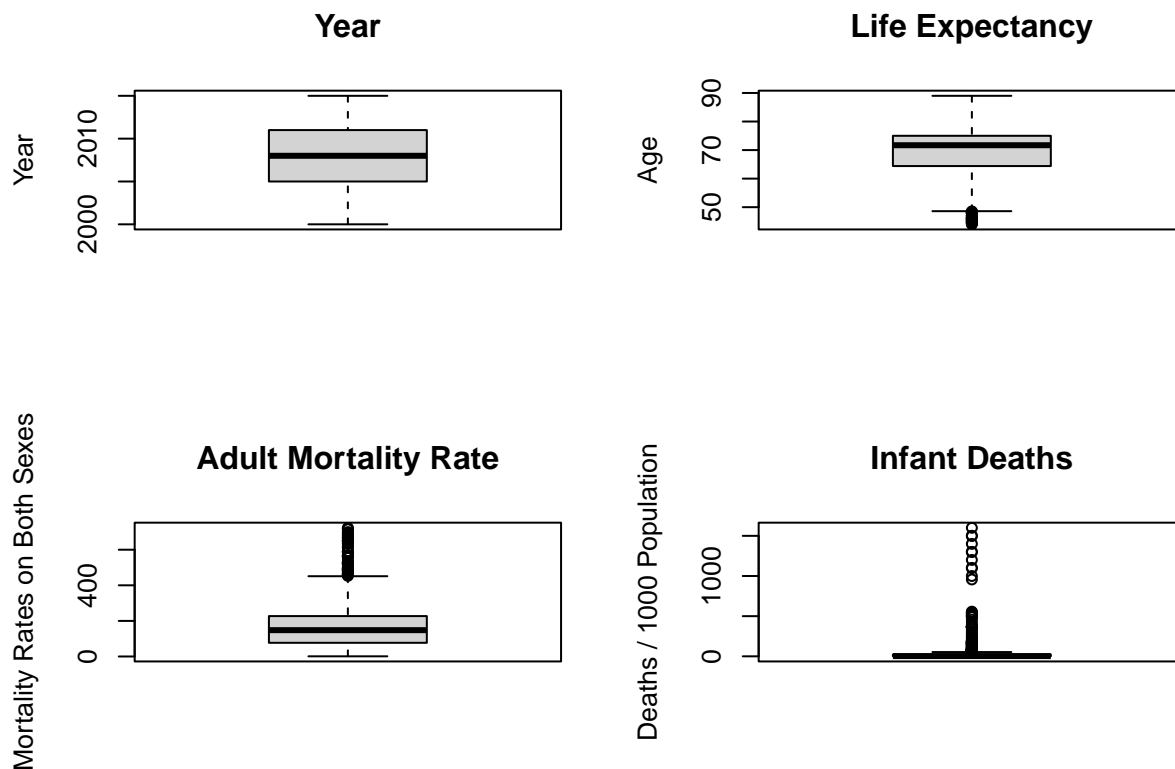 Year
Year
2000
2010
Life Expectancy
Age
50
70
90
Adult Mortality Rate
Mortality Rates on Both Sexes
0
400
Infant Deaths
Deaths / 1000 Population
0
1000